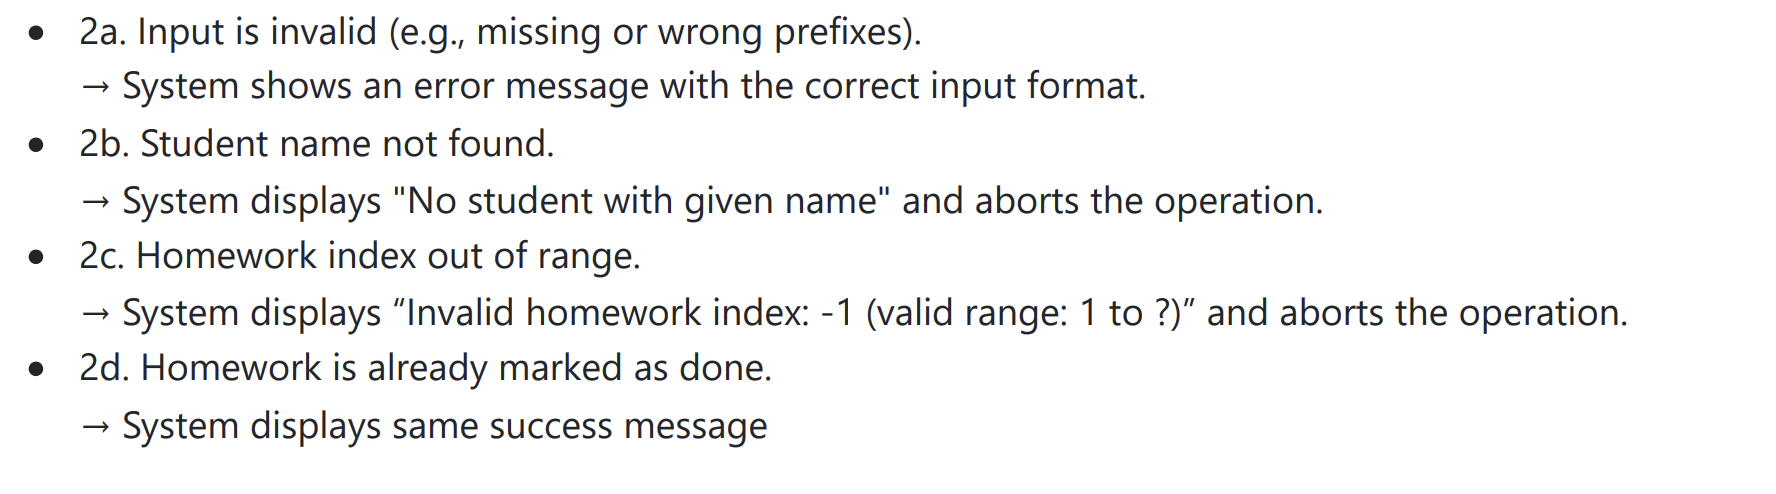 • 2a. Input is invalid (e.g., missing or wrong prefixes).
→ System shows an error message with the correct input format.
• 2b. Student name not found.
→ System displays "No student with given name" and aborts the operation.
• 2c. Homework index out of range.
→ System displays “Invalid homework index: -1 (valid range: 1 to ?)” and aborts the operation.
• 2d. Homework is already marked as done.
→ System displays same success message